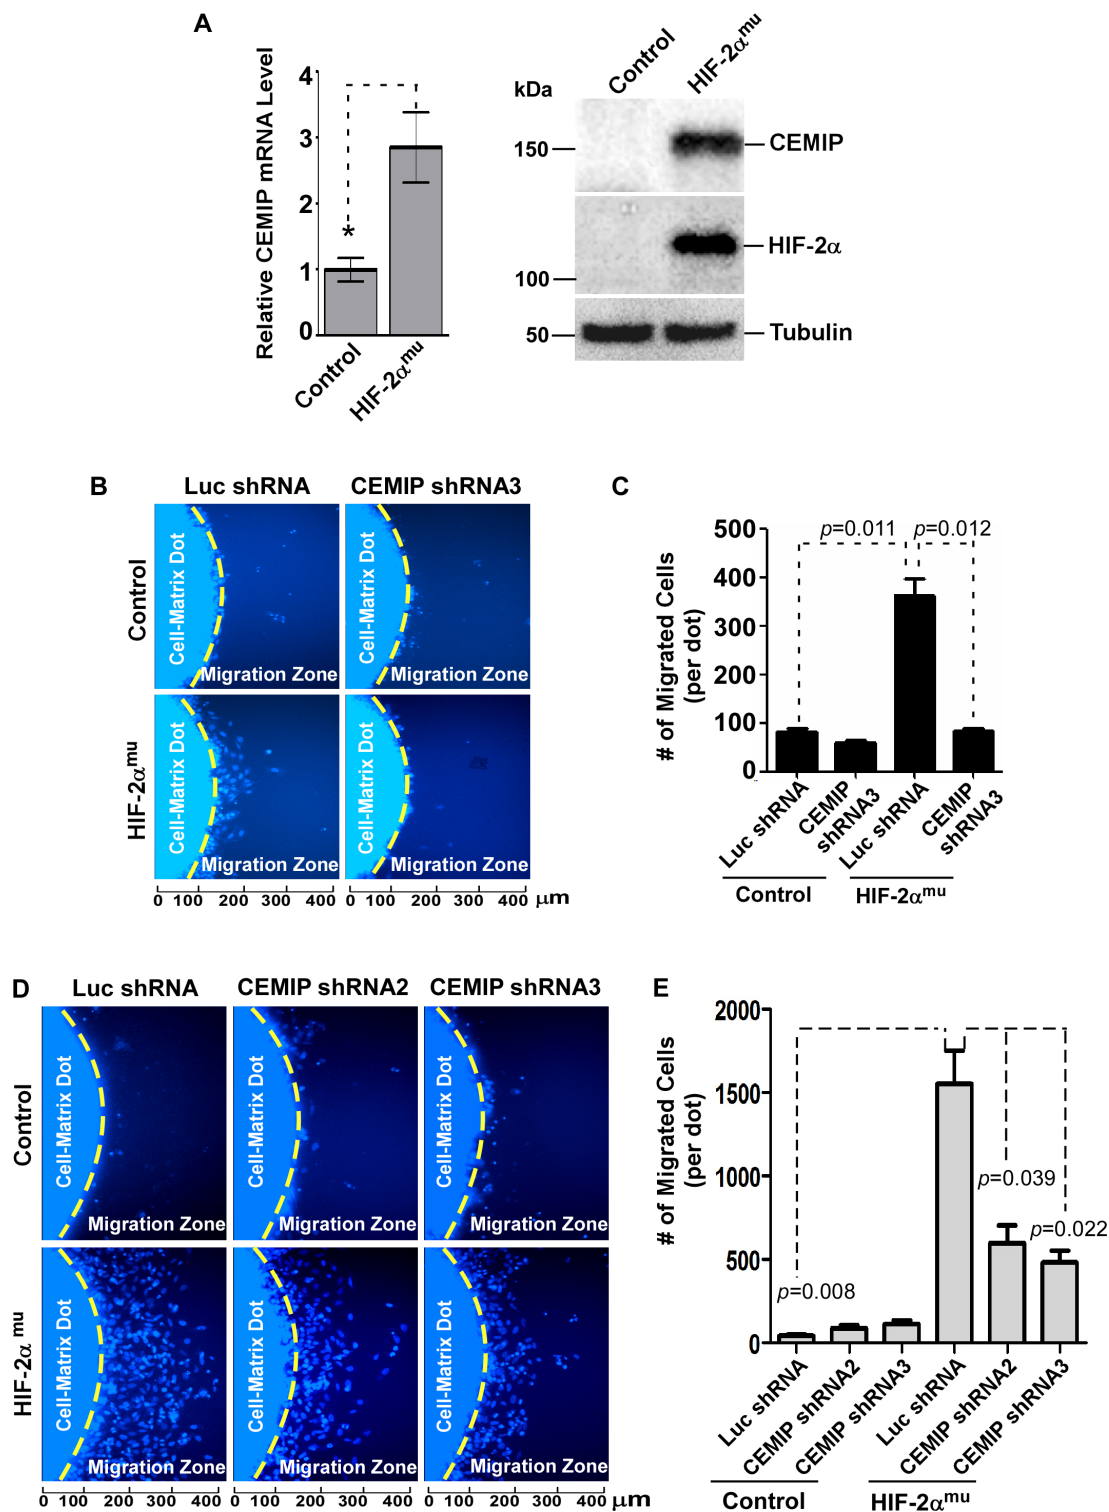 A
Relative CEMIP mRNA Level
4
3
2
1
0
*
Control
HIF-2α^mu
kDa
Control
HIF-2α^mu
150
CEMIP
HIF-2α
100
50
Tubulin
B
Luc shRNA
CEMIP shRNA3
Control
Cell-Matrix Dot
Migration Zone
Cell-Matrix Dot
Migration Zone
HIF-2α^mu
Cell-Matrix Dot
Migration Zone
Cell-Matrix Dot
Migration Zone
0 100 200 300 400
0 100 200 300 400 μm
C
# of Migrated Cells
(per dot)
500
400
300
200
100
0
p=0.011
p=0.012
Luc shRNA
CEMIP
shRNA3
Luc shRNA
CEMIP
shRNA3
Control
HIF-2α^mu
D
Luc shRNA
CEMIP shRNA2
CEMIP shRNA3
Control
Cell-Matrix Dot
Migration Zone
Cell-Matrix Dot
Migration Zone
Cell-Matrix Dot
Migration Zone
HIF-2α^mu
Cell-Matrix Dot
Migration Zone
Cell-Matrix Dot
Migration Zone
Cell-Matrix Dot
Migration Zone
0 100 200 300 400
0 100 200 300 400
0 100 200 300 400 μm
E
# of Migrated Cells
(per dot)
2000
1500
1000
500
0
p=0.039
p=0.022
p=0.008
Luc shRNA
CEMIP shRNA2
CEMIP shRNA3
Luc shRNA
CEMIP shRNA2
CEMIP shRNA3
Control
HIF-2α^mu